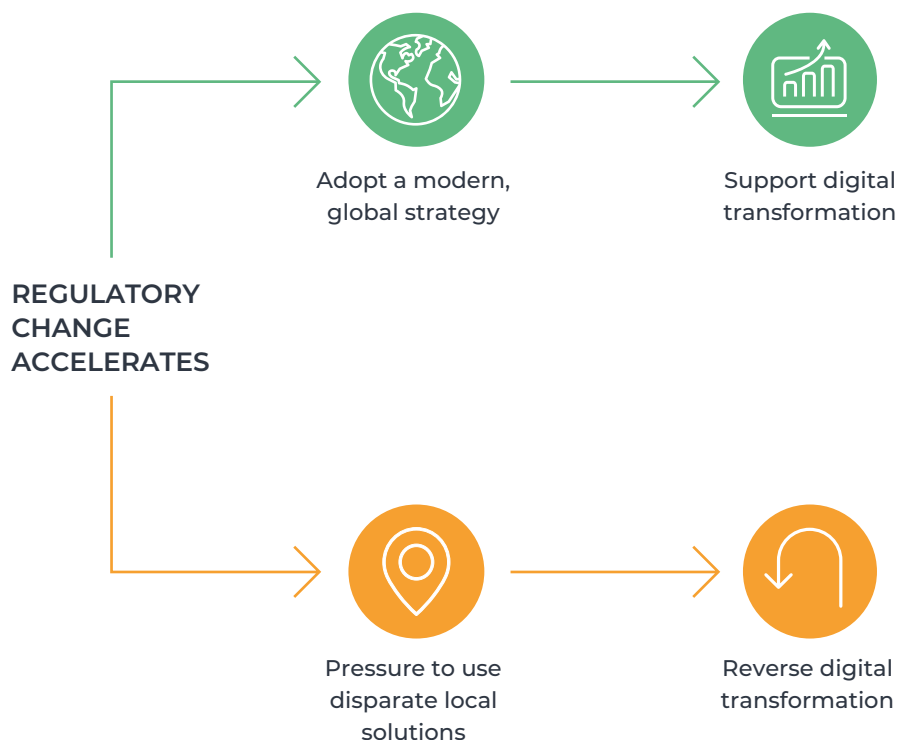 Adopt a modern,
global strategy
Support digital
transformation
REGULATORY
CHANGE
ACCELERATES
Pressure to use
disparate local
solutions
Reverse digital
transformation